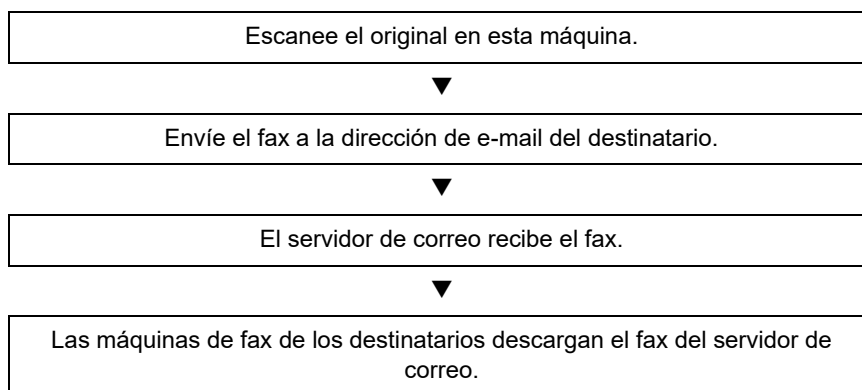 Escanee el original en esta máquina.
Envíe el fax a la dirección de e-mail del destinatario.
El servidor de correo recibe el fax.
Las máquinas de fax de los destinatarios descargan el fax del servidor de
correo.